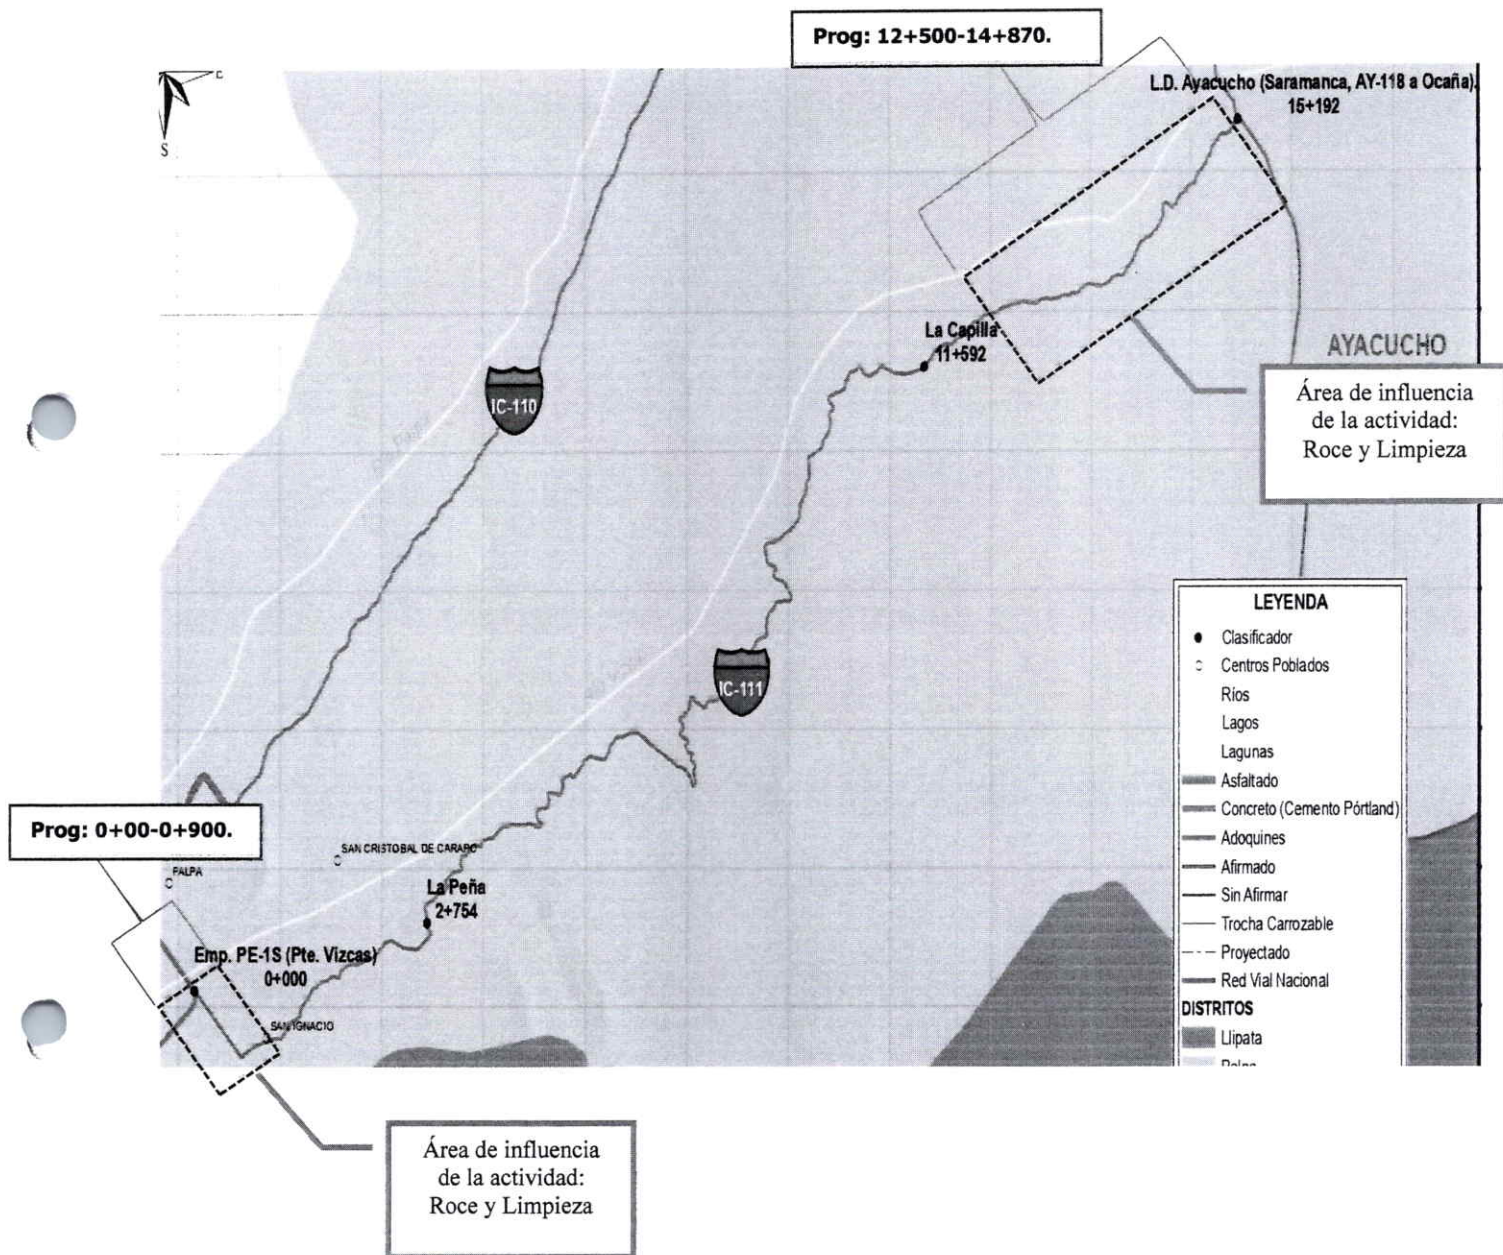 Prog: 12+500-14+870.
E
S
L.D. Ayacucho (Saramanca, AY-118 a Ocaña).
15+192
La Capilla
11+592
AYACUCHO
IC-110
Área de influencia
de la actividad:
Roce y Limpieza
IC-111
Prog: 0+00-0+900.
SAN CRISTOBAL DE CARARO
PALPA
La Peña
2+754
Emp. PE-1S (Pte. Vizcas)
0+000
SAN IGNACIO
LEYENDA
Clasificador
Centros Poblados
Ríos
Lagos
Lagunas
Asfaltado
Concreto (Cemento Pórtland)
Adoquines
Afirmado
Sin Afirmar
Trocha Carrozable
Proyectado
Red Vial Nacional
DISTRITOS
Llipata
Palpa
Área de influencia
de la actividad:
Roce y Limpieza